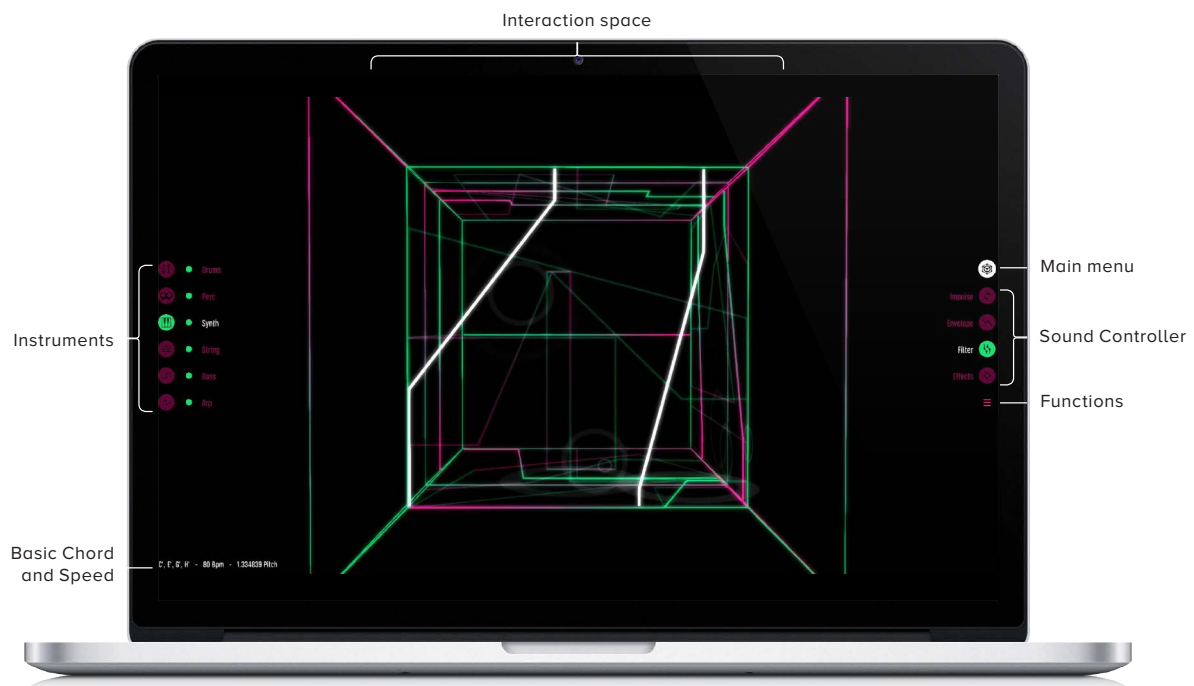 Interaction space
Drums
Perc
Synth
String
Bass
Arp
Instruments
Main menu
Impulse
Envelope
Filter
Effects
Sound Controller
Functions
Basic Chord
and Speed
C', E', G', H' - 80 Bpm - 1.334839 Pitch